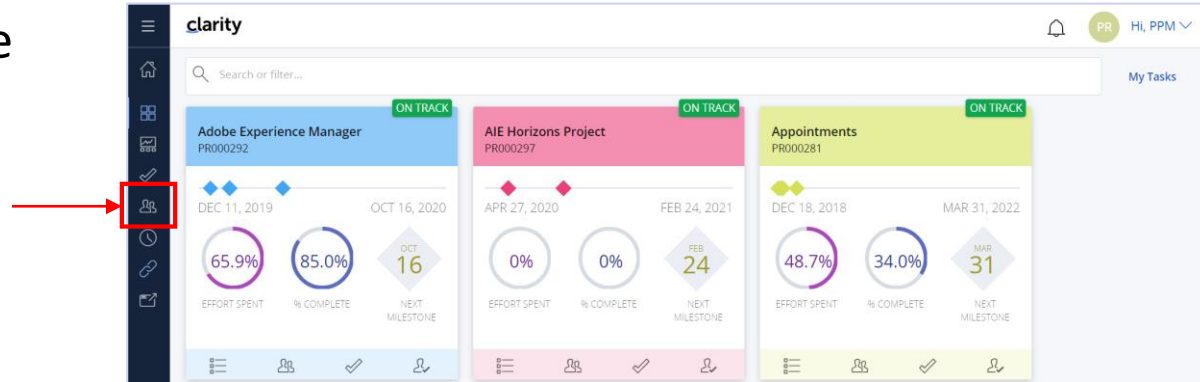 e
clarity
PR Hi, PPM
Search or filter...
My Tasks
ON TRACK
Adobe Experience Manager
PR000292
DEC 11, 2019 OCT 16, 2020
65.9% 85.0% OCT 16
EFFORT SPENT % COMPLETE NEXT MILESTONE
ON TRACK
AIE Horizons Project
PR000297
APR 27, 2020 FEB 24, 2021
0% 0% FEB 24
EFFORT SPENT % COMPLETE NEXT MILESTONE
ON TRACK
Appointments
PR000281
DEC 18, 2018 MAR 31, 2022
48.7% 34.0% MAR 31
EFFORT SPENT % COMPLETE NEXT MILESTONE